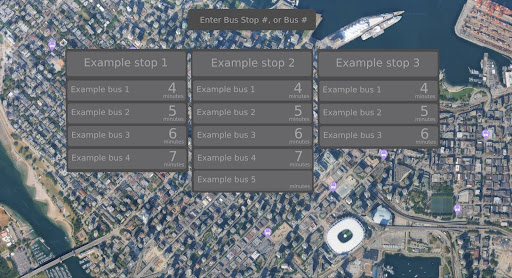 Enter Bus Stop #, or Bus #
Example stop 1
Example bus 1 4 minutes
Example bus 2 5 minutes
Example bus 3 6 minutes
Example bus 4 7 minutes
Example stop 2
Example bus 1 4 minutes
Example bus 2 5 minutes
Example bus 3 6 minutes
Example bus 4 7 minutes
Example bus 5 minutes
Example stop 3
Example bus 1 4 minutes
Example bus 2 5 minutes
Example bus 3 6 minutes